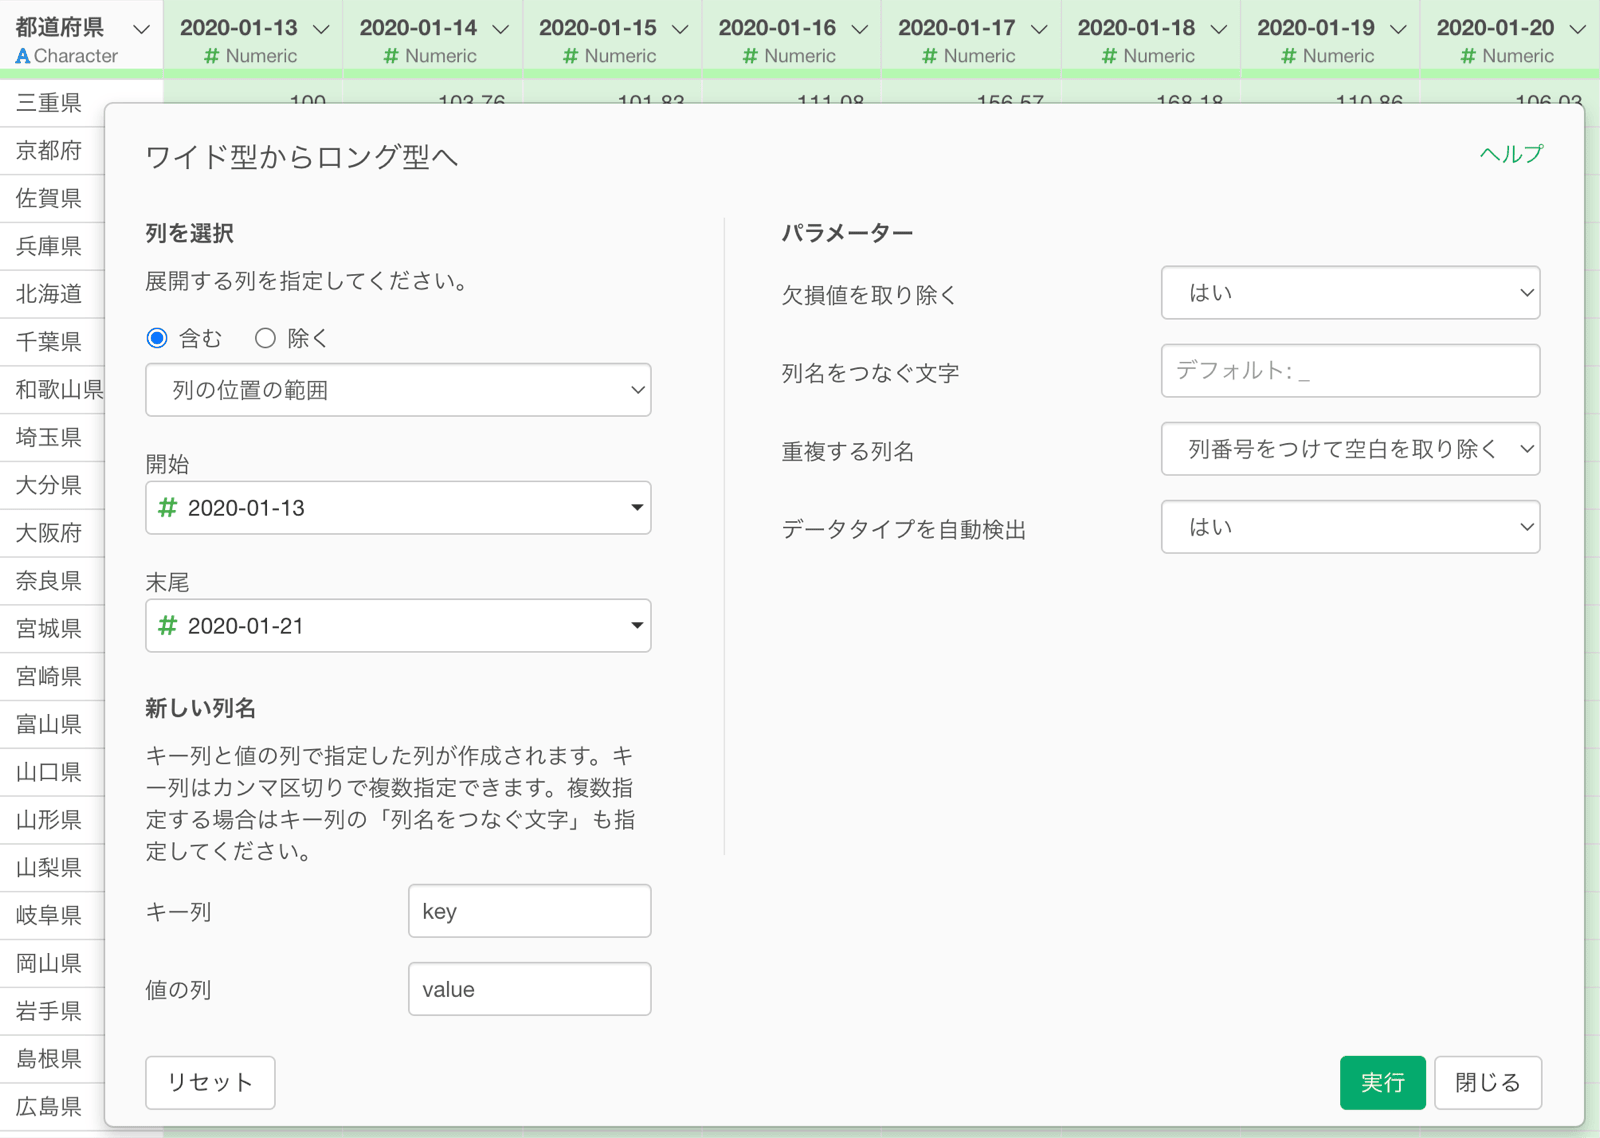 都道府県 2020-01-13 2020-01-14 2020-01-15 2020-01-16 2020-01-17 2020-01-18 2020-01-19 2020-01-20
A Character # Numeric # Numeric # Numeric # Numeric # Numeric # Numeric # Numeric # Numeric
三重県 100 103.76 101.83 111.98 156.57 168.18 110.86 106.03
京都府
佐賀県
兵庫県
北海道
千葉県
和歌山県
埼玉県
大分県
大阪府
奈良県
宮城県
宮崎県
富山県
山口県
山形県
山梨県
岐阜県
岡山県
岩手県
島根県
広島県
ワイド型からロング型へ
ヘルプ
列を選択
展開する列を指定してください。
含む 除く
列の位置の範囲
開始
# 2020-01-13
末尾
# 2020-01-21
新しい列名
キー列と値の列で指定した列が作成されます。キ
ー列はカンマ区切りで複数指定できます。複数指
定する場合はキー列の「列名をつなぐ文字」も指
定してください。
キー列 key
値の列 value
パラメーター
欠損値を取り除く はい
列名をつなぐ文字 デフォルト: _
重複する列名 列番号をつけて空白を取り除く
データタイプを自動検出 はい
リセット
実行
閉じる